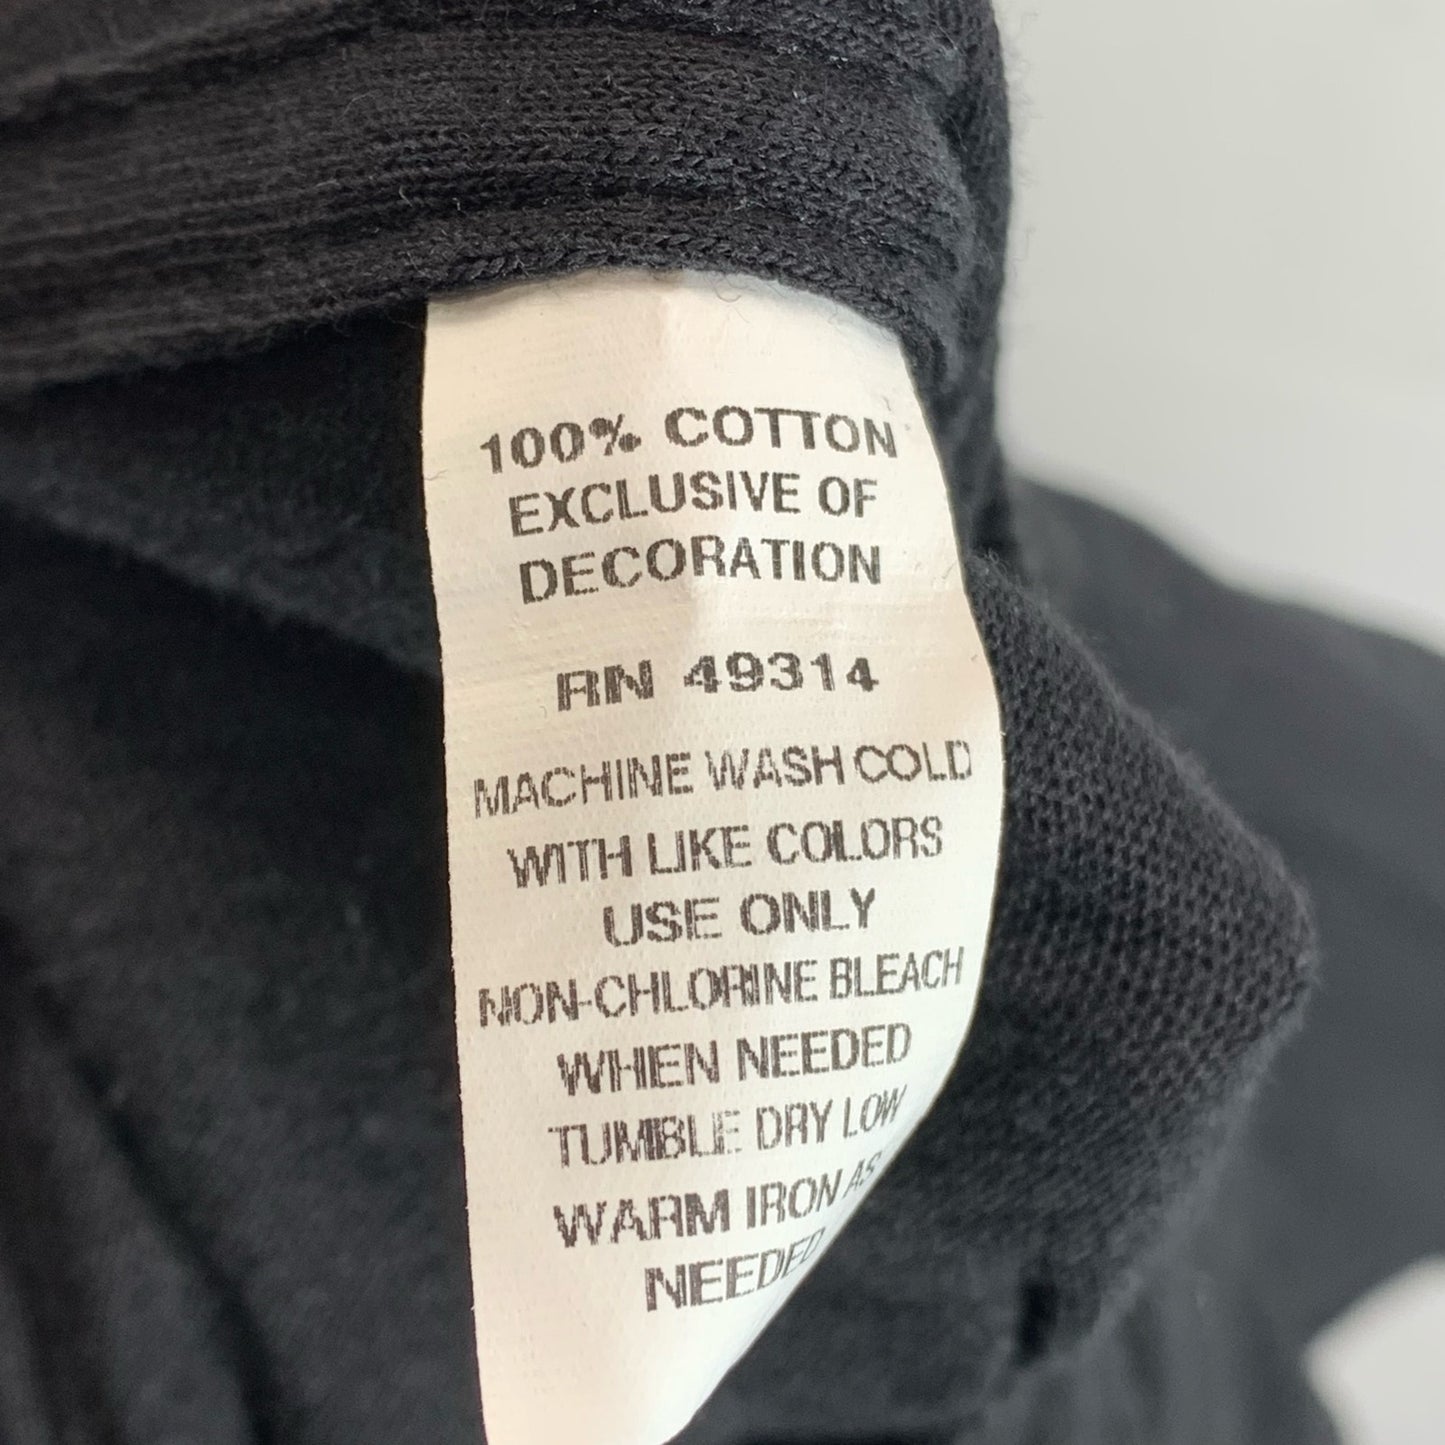 100% COTTON
EXCLUSIVE OF
DECORATION
RN 49314
MACHINE WASH COLD
WITH LIKE COLORS
USE ONLY
NON-CHLORINE BLEACH
WHEN NEEDED
TUMBLE DRY LOW
WARM IRON AS
NEEDED